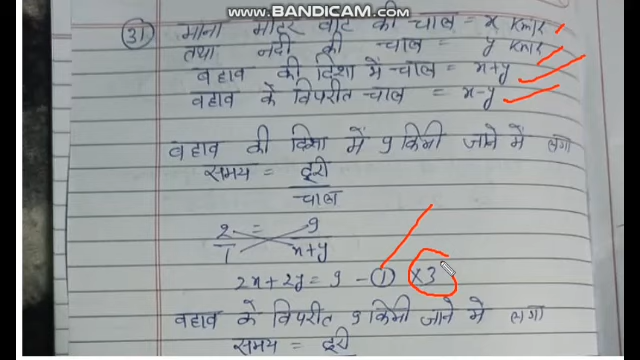 www.BANDICAM.com
31) माना मोटर बोट की चाल = x Km/h
तथा नदी की चाल = y Km/h
बहाव की दिशा में चाल = x+y
बहाव के विपरीत चाल = x-y
बहाव की दिशा में 9 किमी जाने में लगा
समय = दूरी
चाल
2 = 9
1 x+y
2x+2y = 9 - ① ×3
बहाव के विपरीत 9 किमी जाने में लगा
समय = दूरी